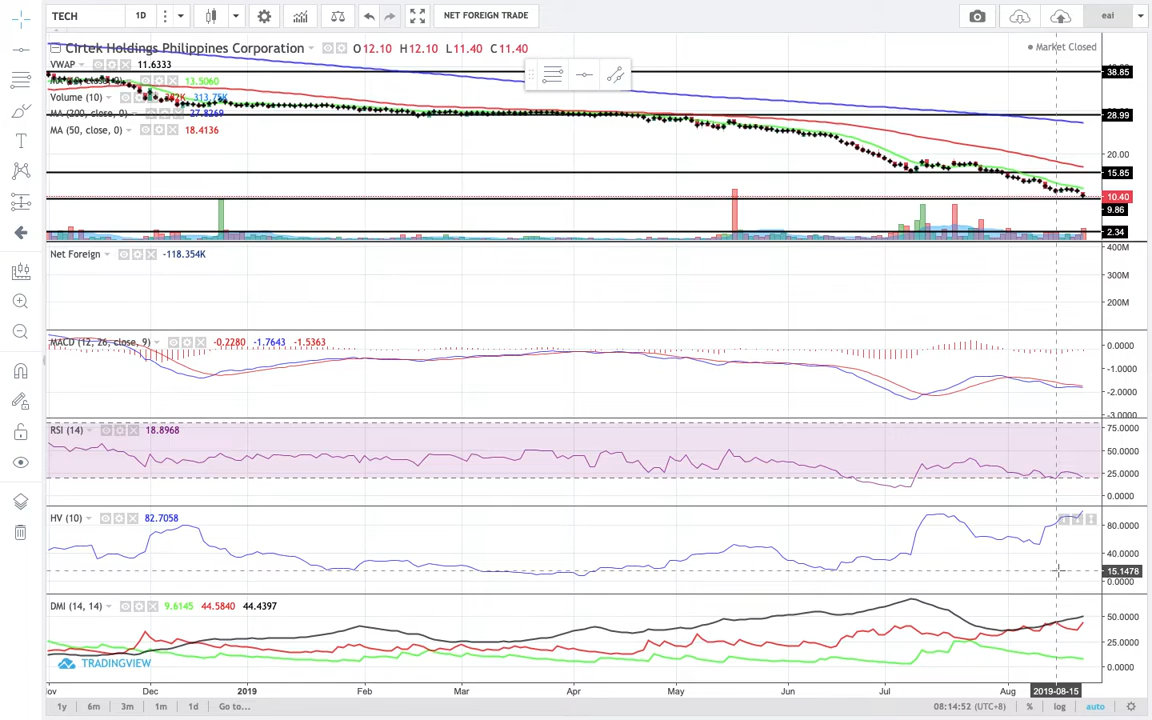 TECH 1D NET FOREIGN TRADE eai
Cirtek Holdings Philippines Corporation O12.10 H12.10 L11.40 C11.40
Market Closed
VWAP 11.6333
38.85
13.5060
Volume (10) 313.75K
MA (200, close, 0) 27.8269
28.99
MA (50, close, 0) 18.4136
20.00
15.85
10.40
9.86
2.34
400M
Net Foreign -118.354K
300M
200M
MACD (12, 26, close, 9) -0.2280 -1.7643 -1.5363
0.0000
-1.0000
-2.0000
-3.0000
RSI (14) 18.8968
75.0000
50.0000
25.0000
0.0000
HV (10) 82.7058
80.0000
40.0000
15.1478
0.0000
DMI (14, 14) 9.6145 44.5840 44.4397
50.0000
25.0000
0.0000
TRADINGVIEW
Dec 2019 Feb Mar Apr May Jun Jul Aug 2019-08-15
1y 6m 3m 1m 1d Go to... 08:14:52 (UTC+8) % log auto